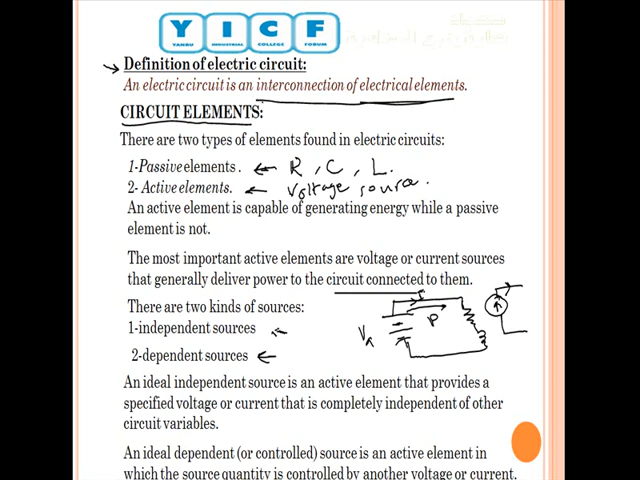 Y I C F
YANBU INDUSTRIAL COLLEGE FORUM
Definition of electric circuit:
An electric circuit is an interconnection of electrical elements.
CIRCUIT ELEMENTS:
There are two types of elements found in electric circuits:
1-Passive elements . R , C , L .
2- Active elements. Voltage source .
An active element is capable of generating energy while a passive
element is not.
The most important active elements are voltage or current sources
that generally deliver power to the circuit connected to them.
There are two kinds of sources:
1-independent sources
P
2-dependent sources
An ideal independent source is an active element that provides a
specified voltage or current that is completely independent of other
circuit variables.
An ideal dependent (or controlled) source is an active element in
which the source quantity is controlled by another voltage or current.